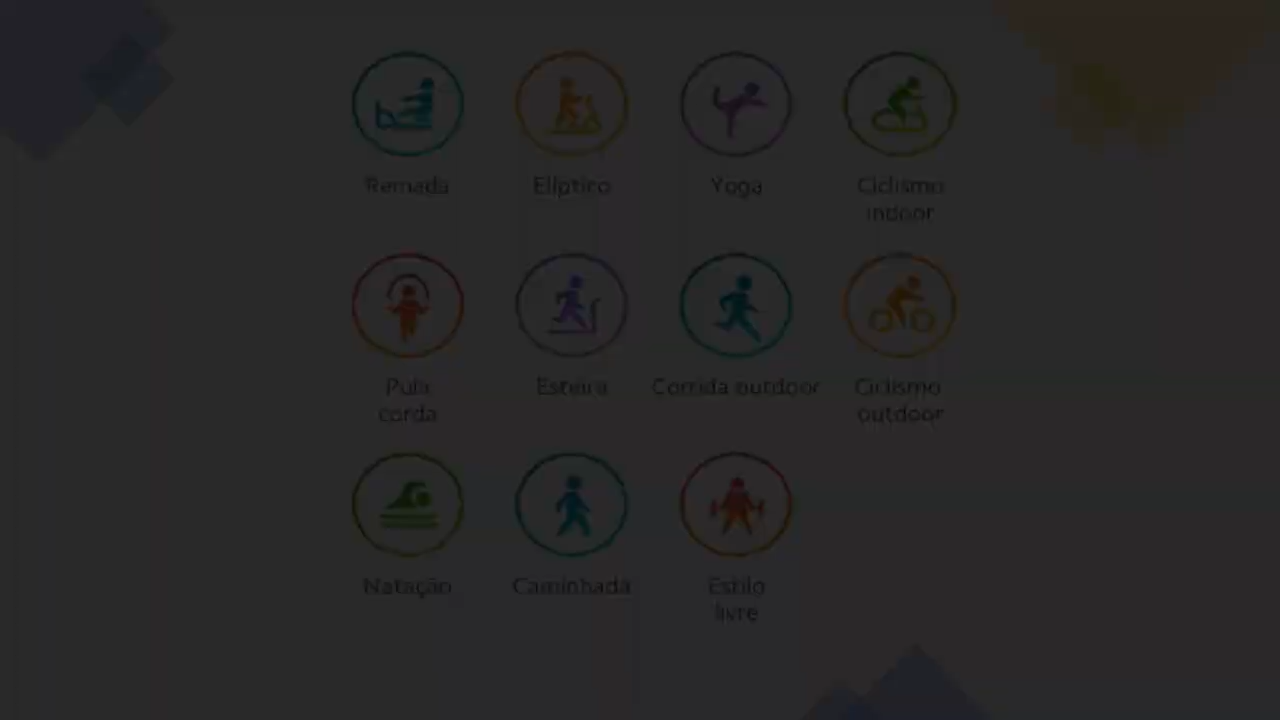 Remada
Elíptico
Yoga
Ciclismo
indoor
Pula
corda
Esteira
Corrida outdoor
Ciclismo
outdoor
Natação
Caminhada
Estilo
livre